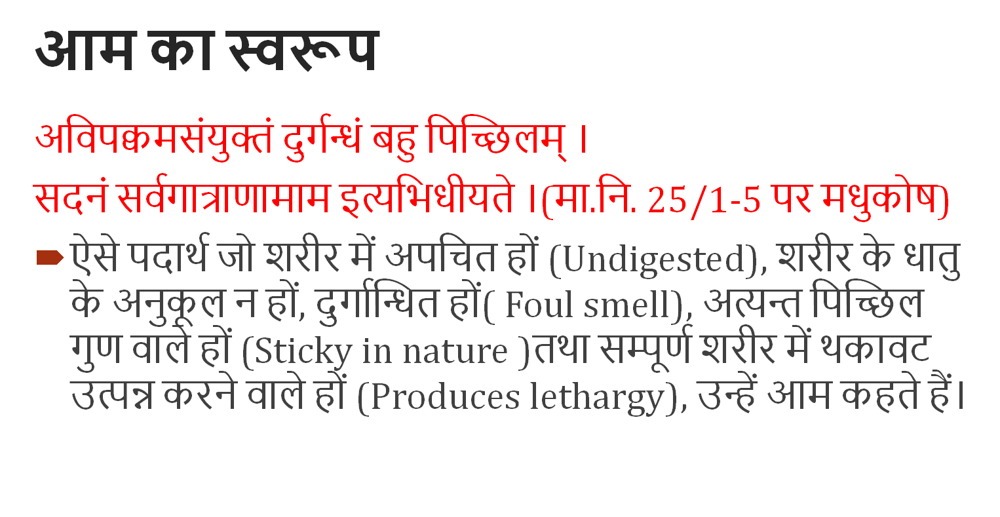 आम का स्वरूप
अविपक्वमसंयुक्तं दुर्गन्धं बहु पिच्छिलम् ।
सदनं सर्वगात्राणामाम इत्यभिधीयते ।(मा.नि. 25/1-5 पर मधुकोष)
ऐसे पदार्थ जो शरीर में अपचित हों (Undigested), शरीर के धातु
के अनुकूल न हों, दुर्गान्धित हों( Foul smell), अत्यन्त पिच्छिल
गुण वाले हों (Sticky in nature )तथा सम्पूर्ण शरीर में थकावट
उत्पन्न करने वाले हों (Produces lethargy), उन्हें आम कहते हैं।